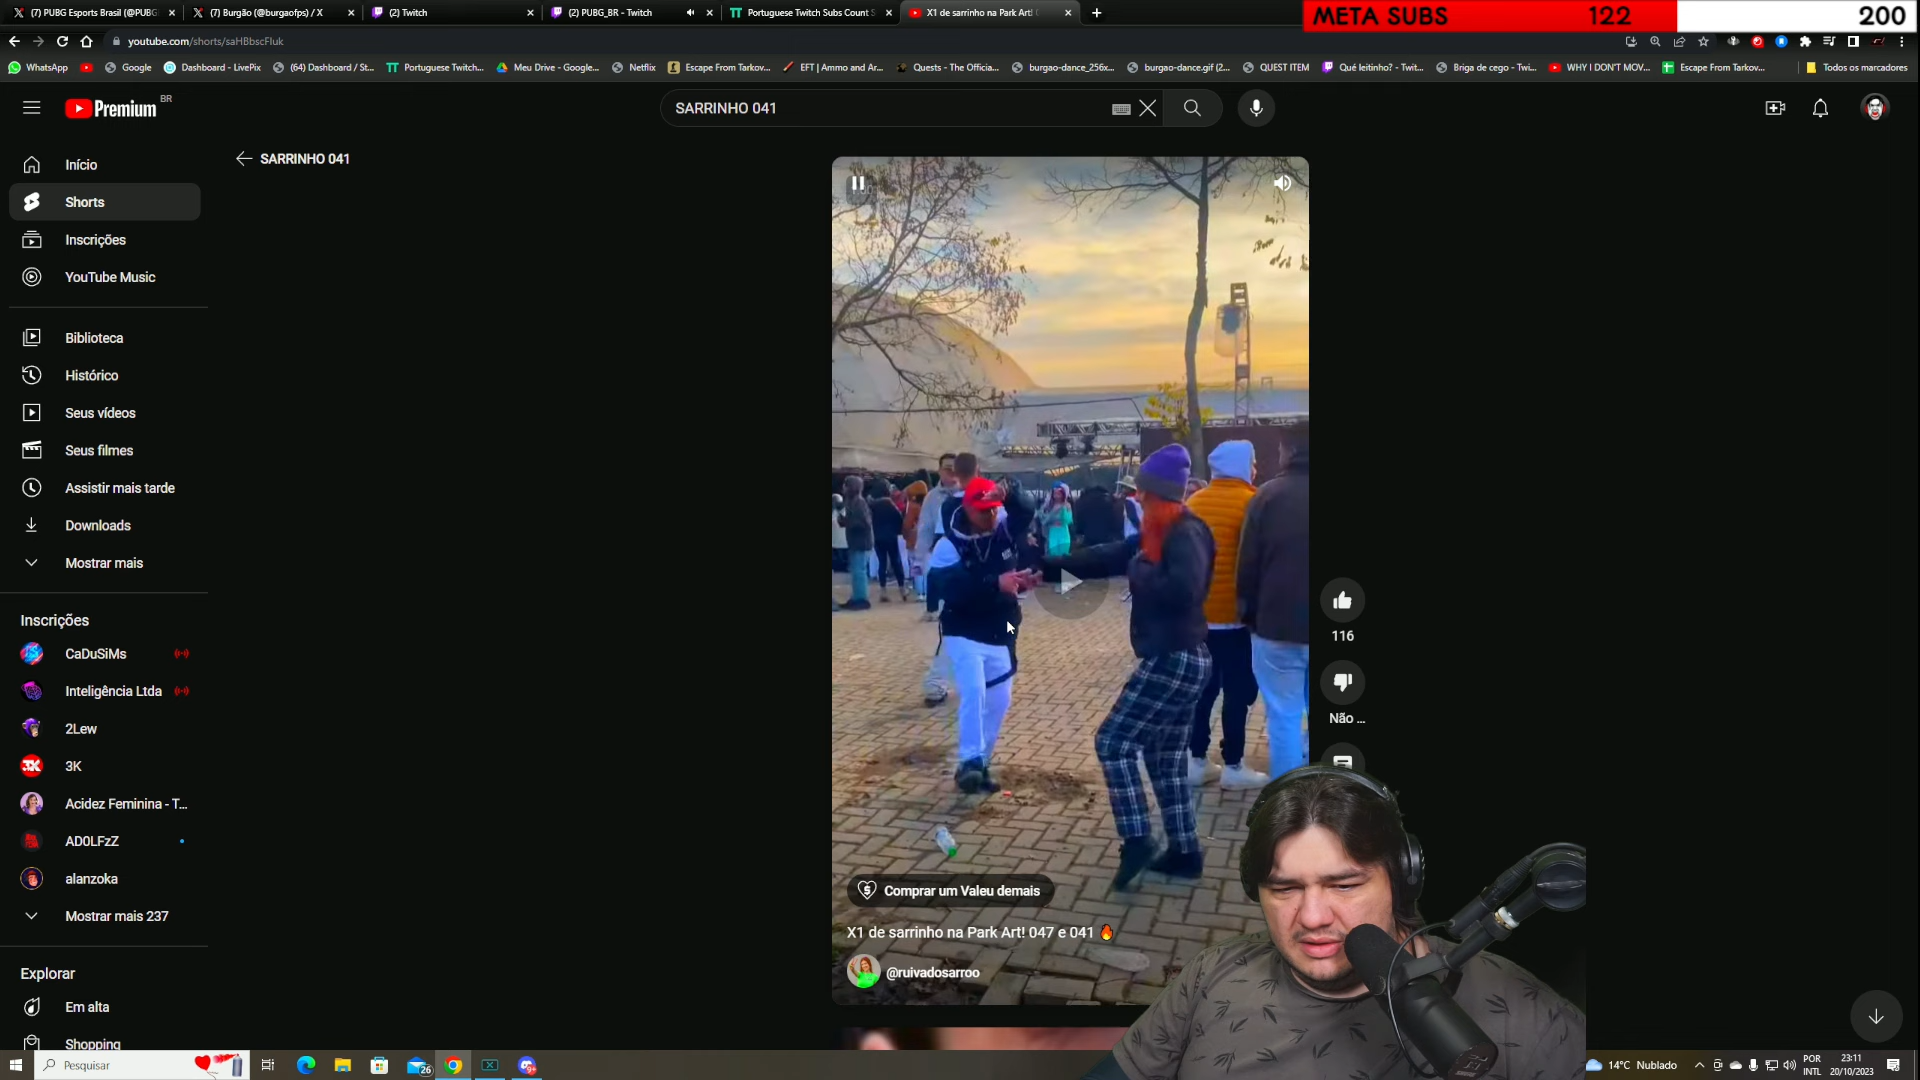 (7) PUBG Esports Brasil (@PUBG
(7) Burgão (@burgaofps) / X
(2) Twitch
(2) PUBG_BR - Twitch
Portuguese Twitch Subs Count S
X1 de sarrinho na Park Art! 0
META SUBS 122 200
youtube.com/shorts/saHBbscFluk
WhatsApp
Google
Dashboard - LivePix
(64) Dashboard / St...
Portuguese Twitch...
Meu Drive - Google...
Netflix
Escape From Tarkov...
EFT | Ammo and Ar...
Quests - The Officia...
burgao-dance_256x...
burgao-dance.gif (2...
QUEST ITEM
Qué leitinho? - Twit...
Briga de cego - Twi...
WHY I DON'T MOV...
Escape From Tarkov...
Todos os marcadores
Premium BR
SARRINHO 041
SARRINHO 041
Início
Shorts
Inscrições
YouTube Music
Biblioteca
Histórico
Seus vídeos
Seus filmes
Assistir mais tarde
Downloads
Mostrar mais
Inscrições
CaDuSiMs
Inteligência Ltda
2Lew
3K
Acidez Feminina - T...
AD0LFzZ
alanzoka
Mostrar mais 237
Explorar
Em alta
Shopping
116
Não ...
Comprar um Valeu demais
X1 de sarrinho na Park Art! 047 e 041 🔥
@ruivadosarroo
Pesquisar
26
9+
14°C Nublado
POR
INTL
23:11
20/10/2023